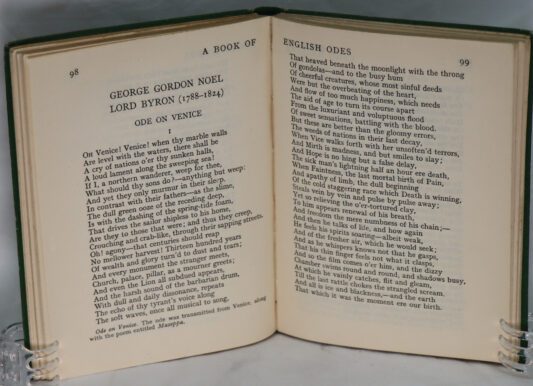 98
A BOOK OF
GEORGE GORDON NOEL
LORD BYRON (1788–1824)
ODE ON VENICE
I
OH Venice! Venice! when thy marble walls
Are level with the waters, there shall be
A cry of nations o'er thy sunken halls,
A loud lament along the sweeping sea!
If I, a northern wanderer, weep for thee,
What should thy sons do?—anything but weep:
And yet they only murmur in their sleep.
In contrast with their fathers—as the slime,
The dull green ooze of the receding deep,
Is with the dashing of the spring-tide foam,
That drives the sailor shipless to his home,
Are they to those that were; and thus they creep,
Crouching and crab-like, through their sapping streets.
Oh! agony—that centuries should reap
No mellower harvest! Thirteen hundred years
Of wealth and glory turn'd to dust and tears;
And every monument the stranger meets,
Church, palace, pillar, as a mourner greets;
And even the Lion all subdued appears,
And the harsh sound of the barbarian drum,
With dull and daily dissonance, repeats
The echo of thy tyrant's voice along
The soft waves, once all musical to song,
Ode on Venice. The ode was transmitted from Venice, along
with the poem entitled Mazeppa.
ENGLISH ODES
99
That heaved beneath the moonlight with the throng
Of gondolas—and to the busy hum
Of cheerful creatures, whose most sinful deeds
Were but the overbeating of the heart,
And flow of too much happiness, which needs
The aid of age to turn its course apart
From the luxuriant and voluptuous flood
Of sweet sensations, battling with the blood.
But these are better than the gloomy errors,
The weeds of nations in their last decay,
When Vice walks forth with her unsoften'd terrors,
And Mirth is madness, and but smiles to slay;
And Hope is nothing but a false delay,
The sick man's lightning half an hour ere death,
When Faintness, the last mortal birth of Pain,
And apathy of limb, the dull beginning
Of the cold staggering race which Death is winning,
Steals vein by vein and pulse by pulse away;
Yet so relieving the o'er-tortured clay,
To him appears renewal of his breath,
And freedom the mere numbness of his chain;—
And then he talks of life, and how again
He feels his spirits soaring—albeit weak,
And of the fresher air, which he would seek;
And as he whispers knows not that he gasps,
That his thin finger feels not what it clasps,
And so the film comes o'er him, and the dizzy
Chamber swims round and round, and shadows busy,
At which he vainly catches, flit and gleam,
Till the last rattle chokes the strangled scream,
And all is ice and blackness,—and the earth
That which it was the moment ere our birth.